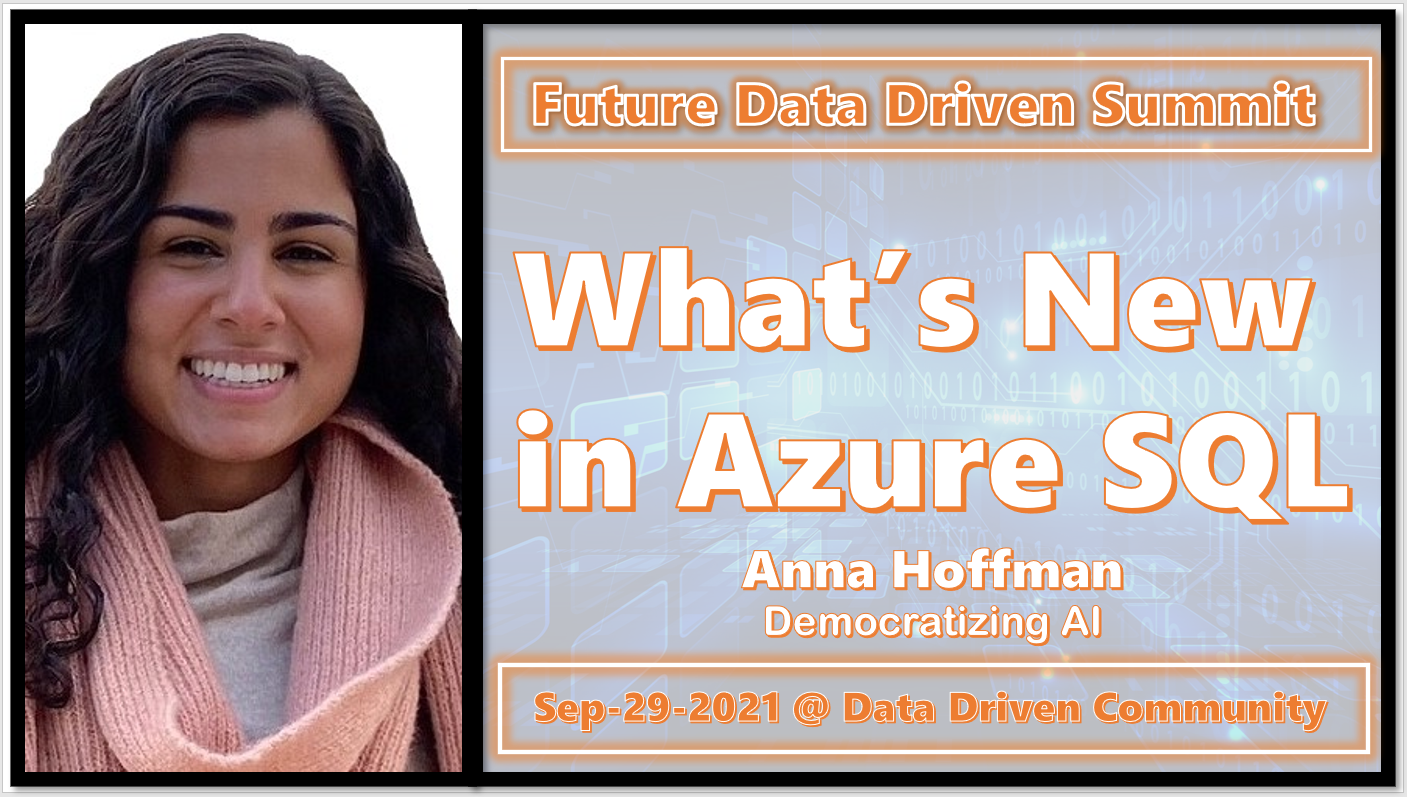 Future Data Driven Summit
What's New
in Azure SQL
Anna Hoffman
Democratizing AI
Sep-29-2021 @ Data Driven Community